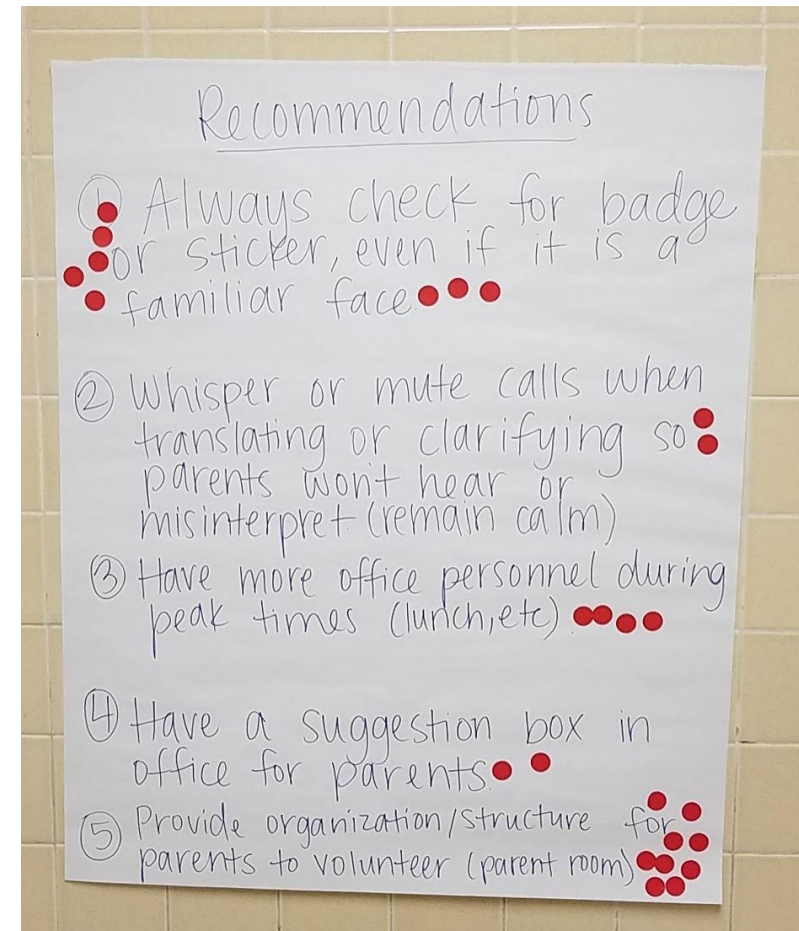 Recommendations
① Always check for badge
or sticker, even if it is a
familiar face.
② Whisper or mute calls when
translating or clarifying so
parents won't hear or
misinterpret (remain calm)
③ Have more office personnel during
peak times (lunch, etc).
④ Have a suggestion box in
office for parents.
⑤ Provide organization/structure for
parents to volunteer (parent room)